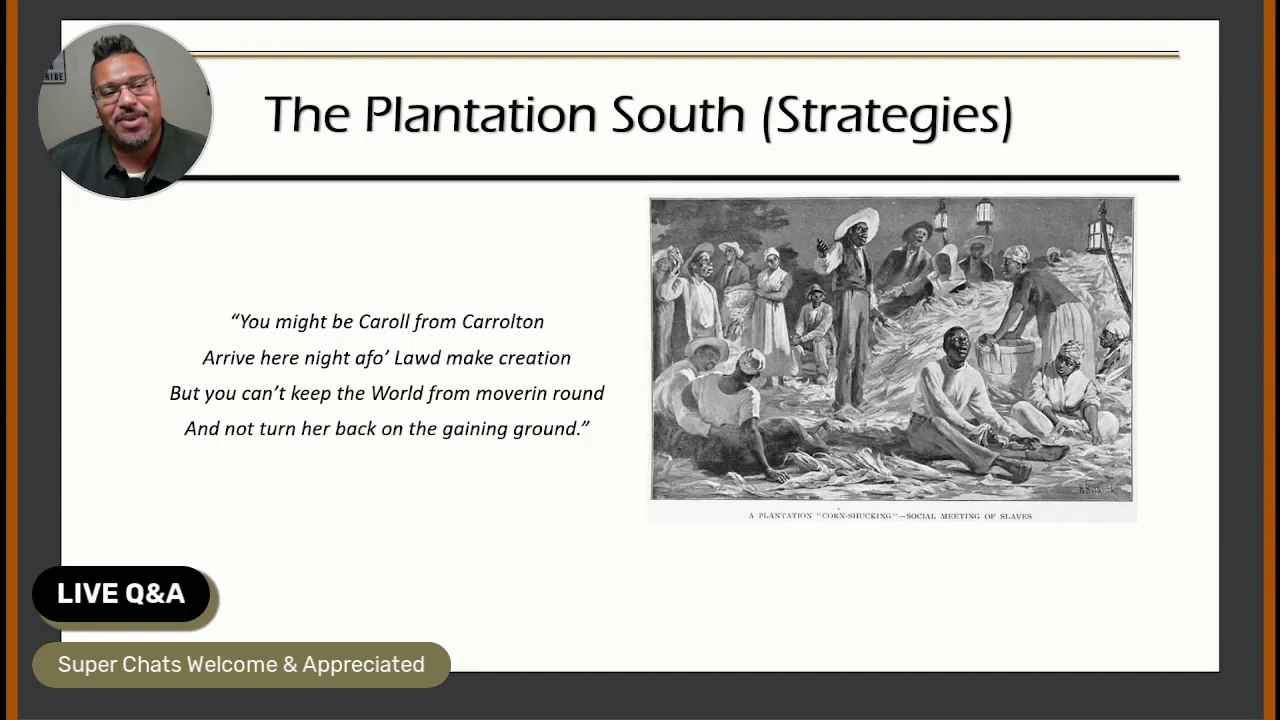 The Plantation South (Strategies)
“You might be Caroll from Carrolton
Arrive here night afo’ Lawd make creation
But you can’t keep the World from moverin round
And not turn her back on the gaining ground.”
A PLANTATION "CORN-SHUCKING"—SOCIAL MEETING OF SLAVES
LIVE Q&A
Super Chats Welcome & Appreciated